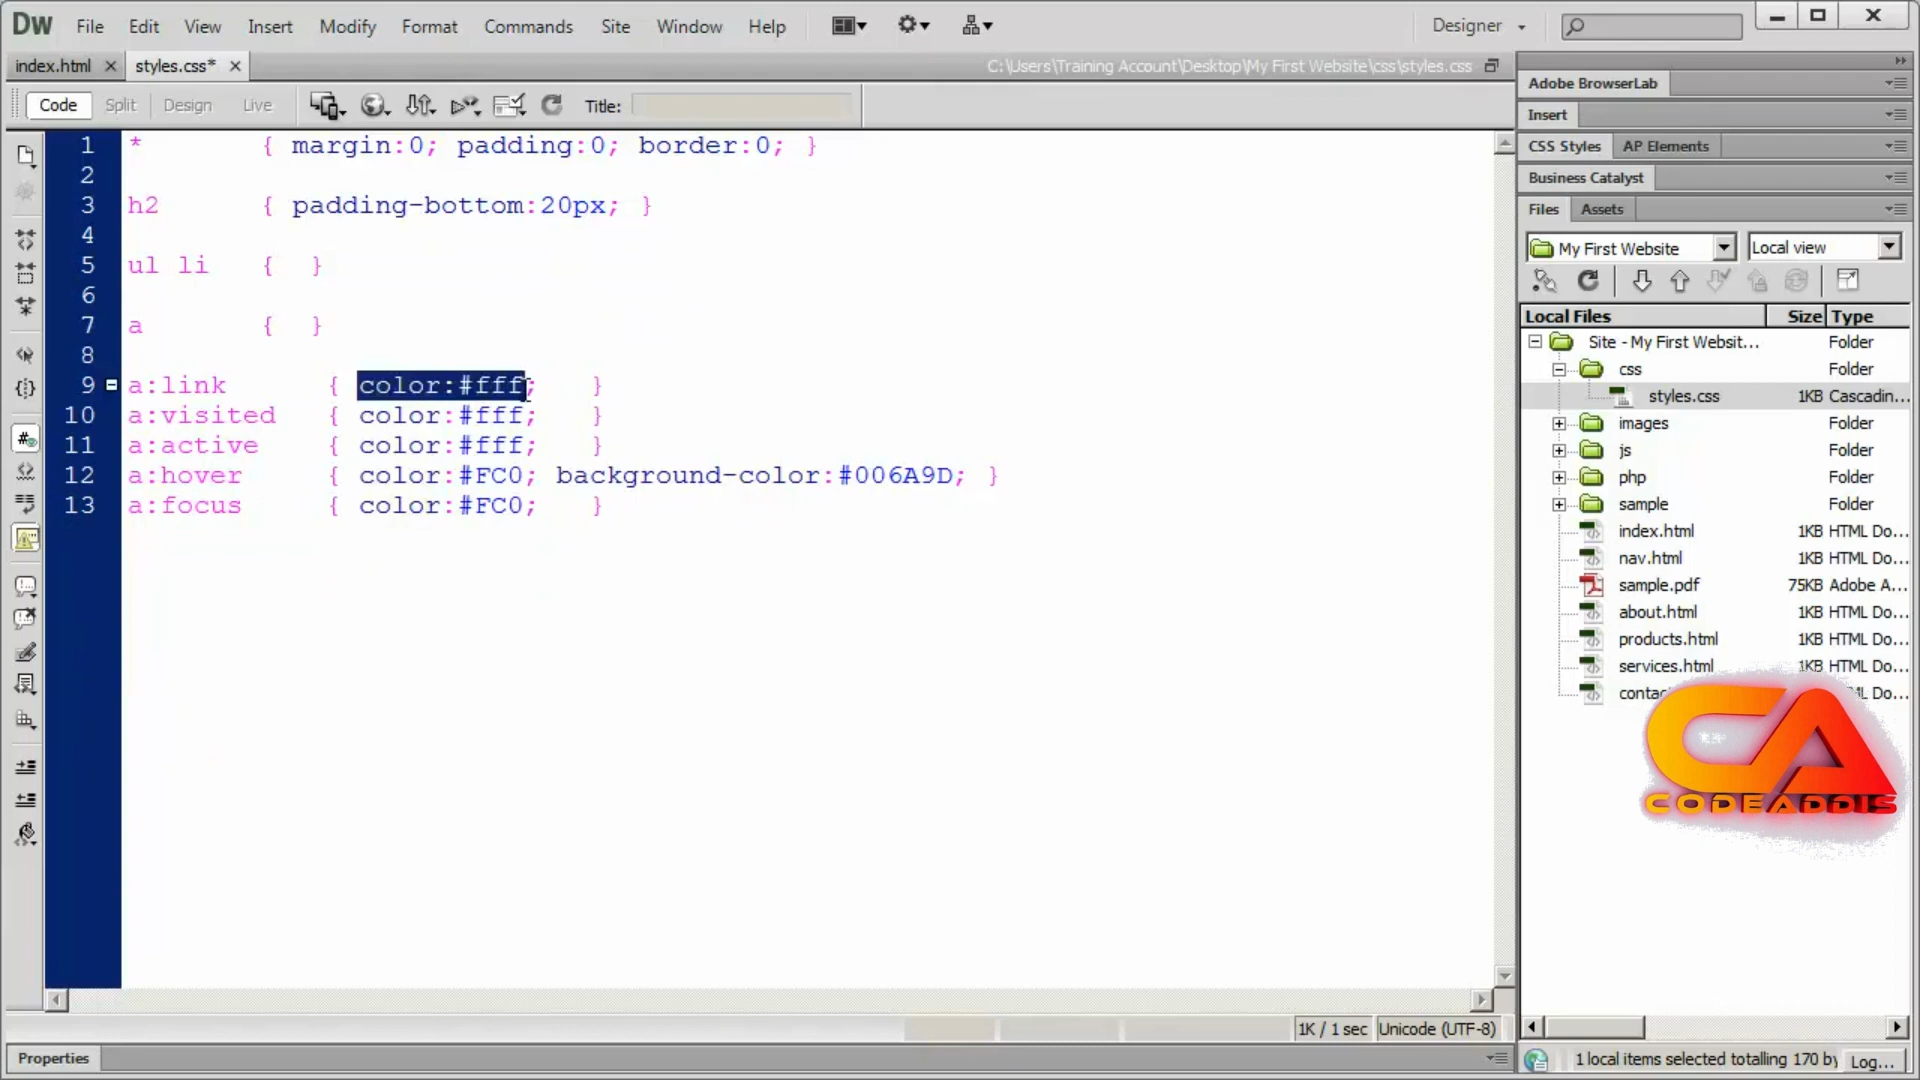 DW File Edit View Insert Modify Format Commands Site Window Help Designer
index.html styles.css* C:\Users\Training Account\Desktop\My First Website\css\styles.css
Code Split Design Live Title:
1 * { margin:0; padding:0; border:0; }
2
3 h2 { padding-bottom:20px; }
4
5 ul li { }
6
7 a { }
8
9 a:link { color:#fff; }
10 a:visited { color:#fff; }
11 a:active { color:#fff; }
12 a:hover { color:#FC0; background-color:#006A9D; }
13 a:focus { color:#FC0; }
1K / 1 sec Unicode (UTF-8)
Properties
Adobe BrowserLab
Insert
CSS Styles AP Elements
Business Catalyst
Files Assets
My First Website Local view
Local Files Size Type
Site - My First Websit... Folder
css Folder
styles.css 1KB Cascadin...
images Folder
js Folder
php Folder
sample Folder
index.html 1KB HTML Do...
nav.html 1KB HTML Do...
sample.pdf 75KB Adobe A...
about.html 1KB HTML Do...
products.html 1KB HTML Do...
services.html 1KB HTML Do...
CA
CODEADDIS
1 local items selected totalling 170 by Log...